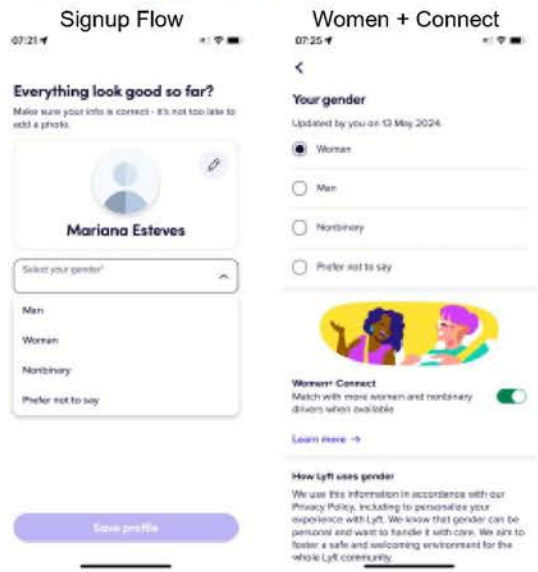 Signup Flow
07:21
Everything look good so far?
Make sure your info is correct - it's not too late to
add a photo.
Mariana Esteves
Select your gender*
Man
Woman
Nonbinary
Prefer not to say
Save profile
Women + Connect
07:25
Your gender
Updated by you on 13 May 2024.
Woman
Man
Nonbinary
Prefer not to say
Women+ Connect
Match with more women and nonbinary
drivers when available
Learn more →
How Lyft uses gender
We use this information in accordance with our
Privacy Policy, including to personalize your
experience with Lyft. We know that gender can be
personal and want to handle it with care. We aim to
foster a safe and welcoming environment for the
whole Lyft community.